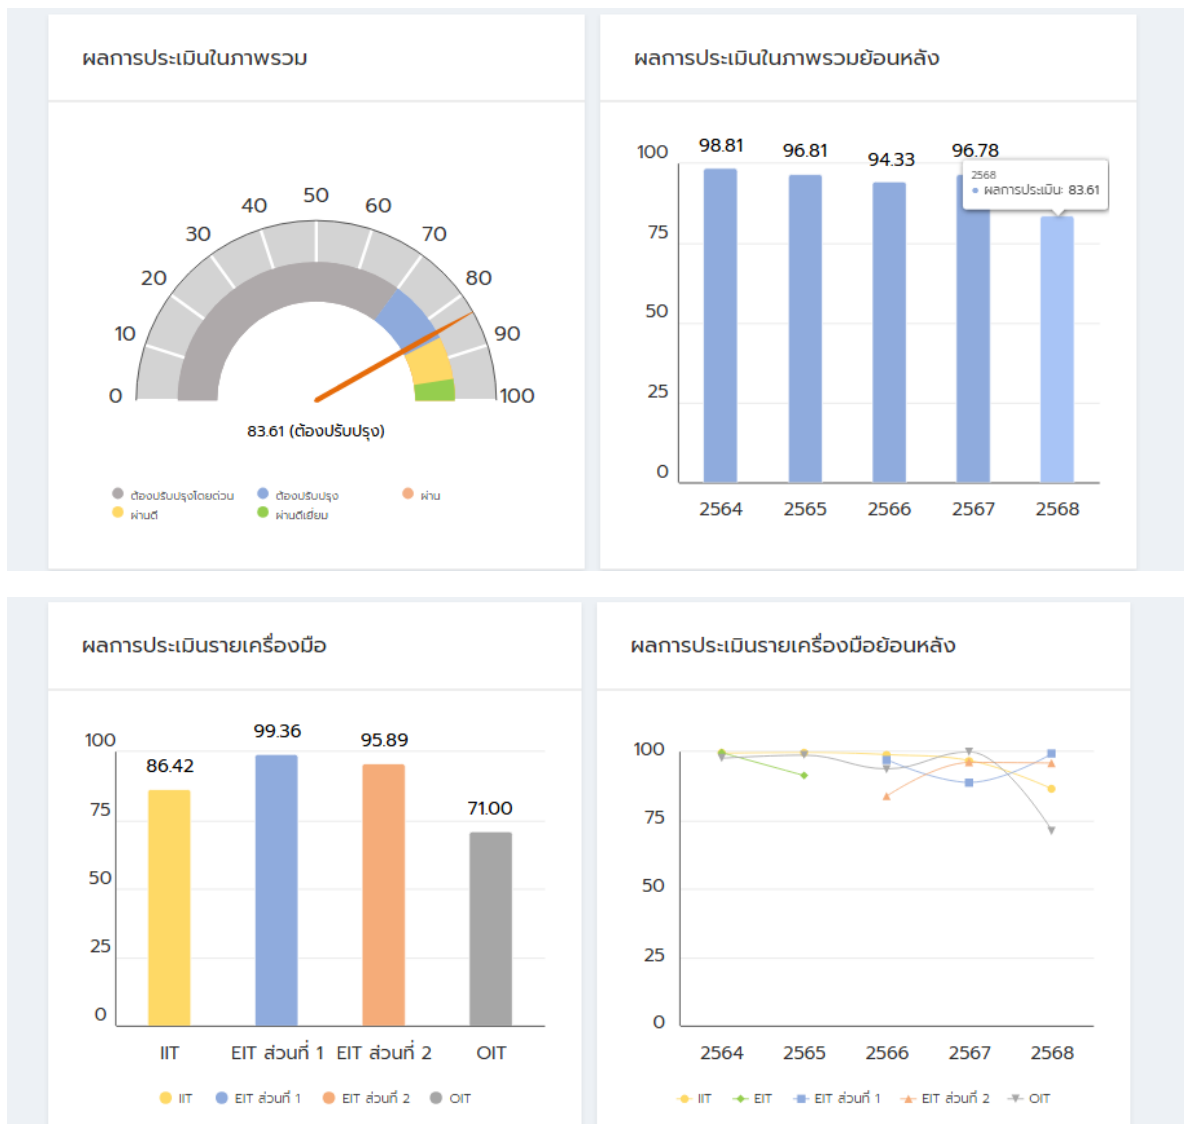 ผลการประเมินในภาพรวม
0
10
20
30
40
50
60
70
80
90
100
83.61 (ต้องปรับปรุง)
ต้องปรับปรุงโดยด่วน ต้องปรับปรุง ผ่าน
ผ่านดี ผ่านดีเยี่ยม
ผลการประเมินในภาพรวมย้อนหลัง
98.81 96.81 94.33 96.78
2568
ผลการประเมิน: 83.61
100
75
50
25
0
2564 2565 2566 2567 2568
ผลการประเมินรายเครื่องมือ
86.42 99.36 95.89 71.00
100
75
50
25
0
IIT EIT ส่วนที่ 1 EIT ส่วนที่ 2 OIT
IIT EIT ส่วนที่ 1 EIT ส่วนที่ 2 OIT
ผลการประเมินรายเครื่องมือย้อนหลัง
100
75
50
25
0
2564 2565 2566 2567 2568
IIT EIT EIT ส่วนที่ 1 EIT ส่วนที่ 2 OIT